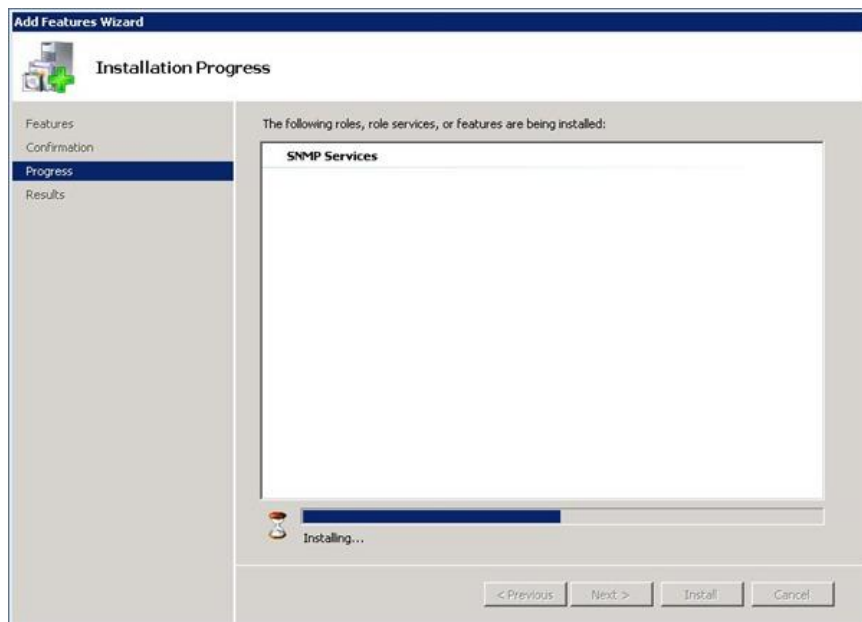 Add Features Wizard
Installation Progress
Features
Confirmation
Progress
Results
The following roles, role services, or features are being installed:
SNMP Services
Installing...
< Previous
Next >
Install
Cancel